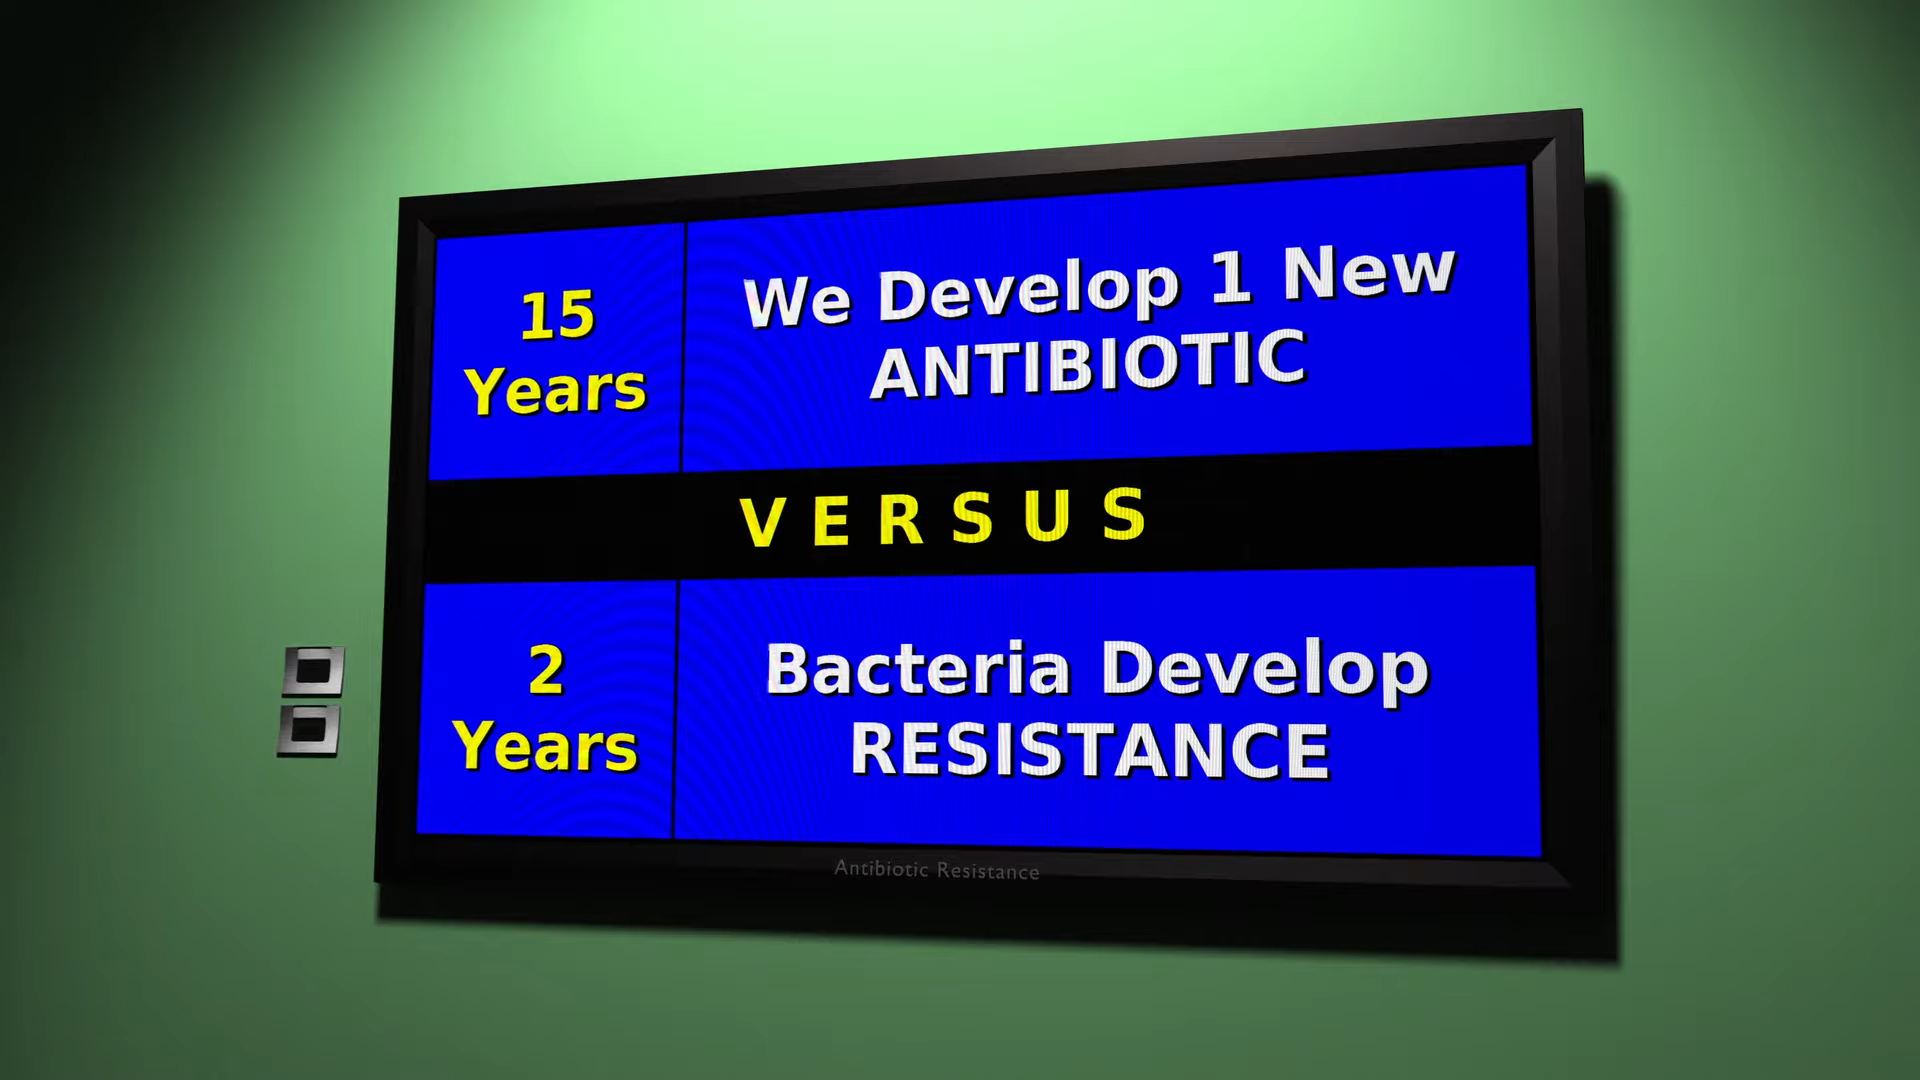 15
Years
We Develop 1 New
ANTIBIOTIC
VERSUS
2
Years
Bacteria Develop
RESISTANCE
Antibiotic Resistance